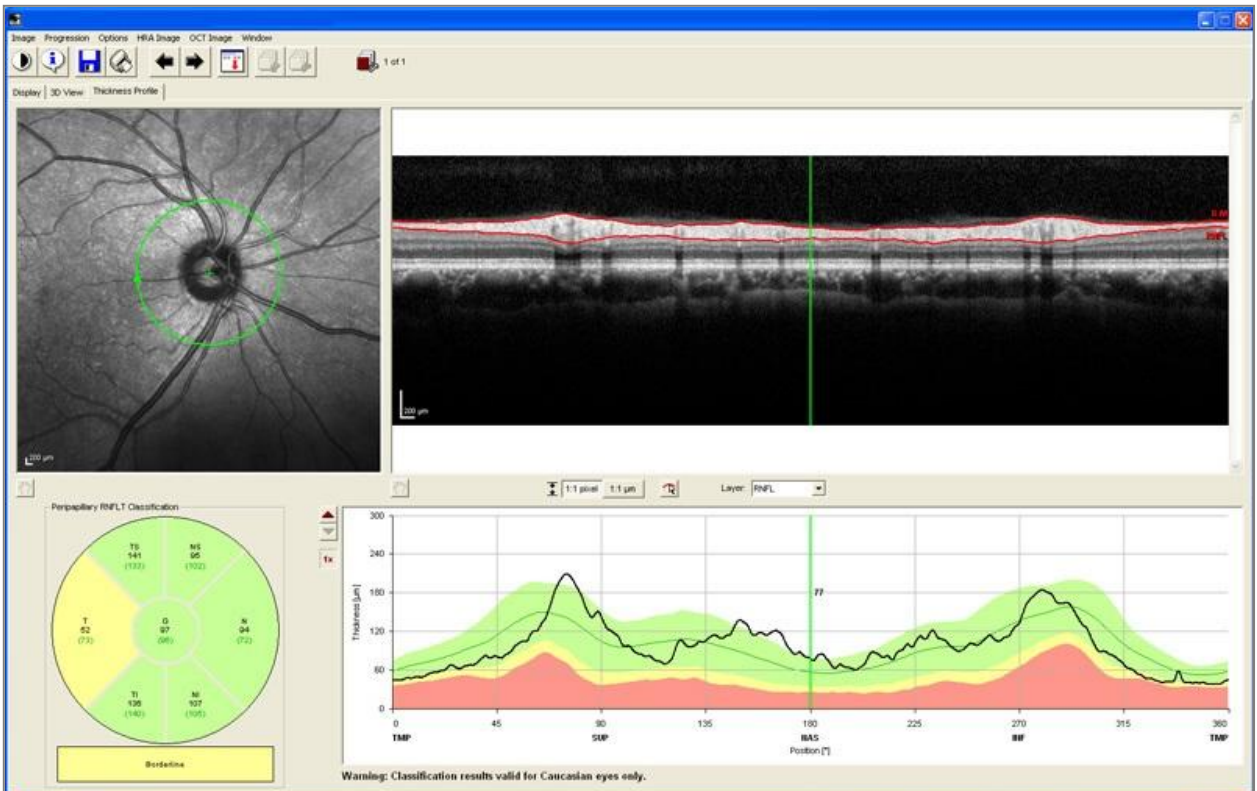 Image Progression Options HRA Image OCT Image Window
1 of 1
Display 3D View Thickness Profile
200 µm
RNFL
200 µm
1:1 pixel 1:1 µm Layer: RNFL
Peripapillary RNFLT Classification
TS
141
(133)
NS
95
(102)
T
52
(73)
G
97
(96)
N
94
(72)
TI
136
(140)
NI
107
(105)
Borderline
1x
Thickness [µm]
300
240
180
120
60
0
77
0 45 90 135 180 225 270 315 360
TMP SUP NAS INF TMP
Position [°]
Warning: Classification results valid for Caucasian eyes only.